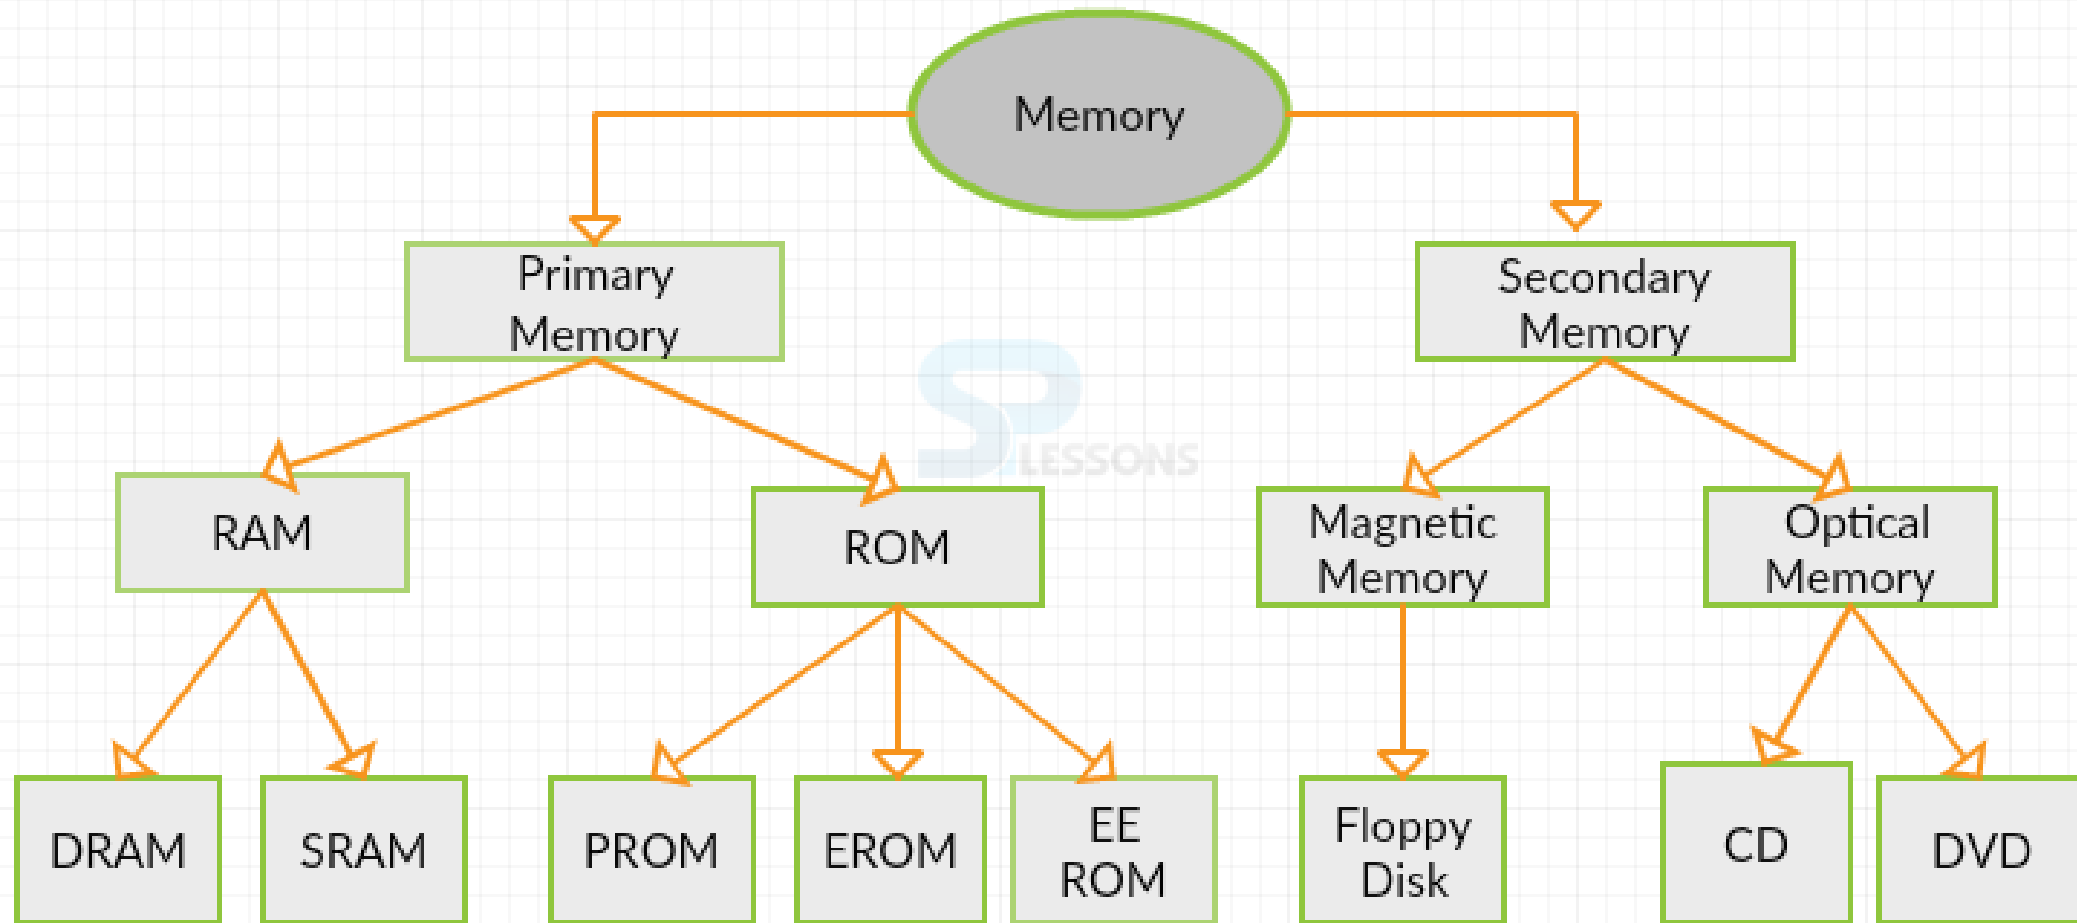 Memory
Primary
Memory
Secondary
Memory
SP LESSONS
RAM
ROM
Magnetic
Memory
Optical
Memory
DRAM
SRAM
PROM
EROM
EE
ROM
Floppy
Disk
CD
DVD